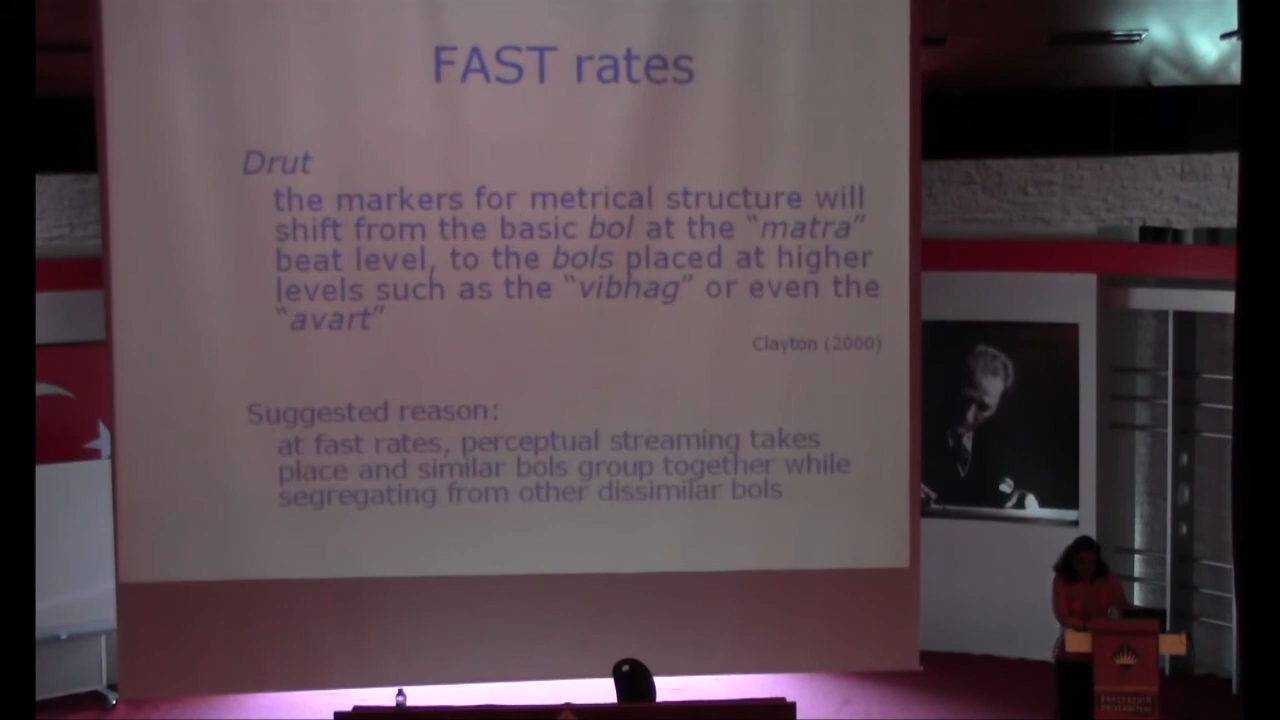 FAST rates
Drut
the markers for metrical structure will
shift from the basic bol at the “matra”
beat level, to the bols placed at higher
levels such as the “vibhag” or even the
“avart”
Clayton (2000)
Suggested reason:
at fast rates, perceptual streaming takes
place and similar bols group together while
segregating from other dissimilar bols